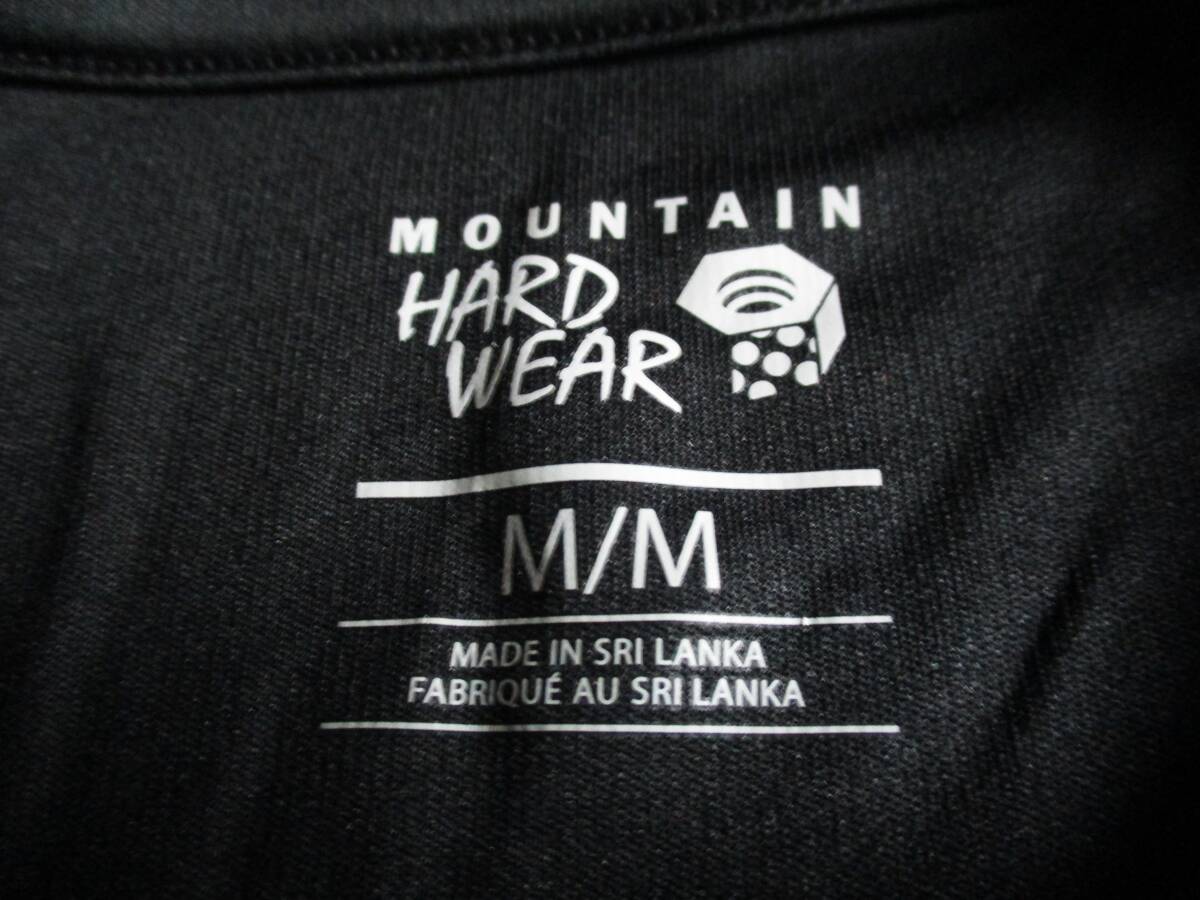 MOUNTAIN
HARD
WEAR
M/M
MADE IN SRI LANKA
FABRIQUÉ AU SRI LANKA